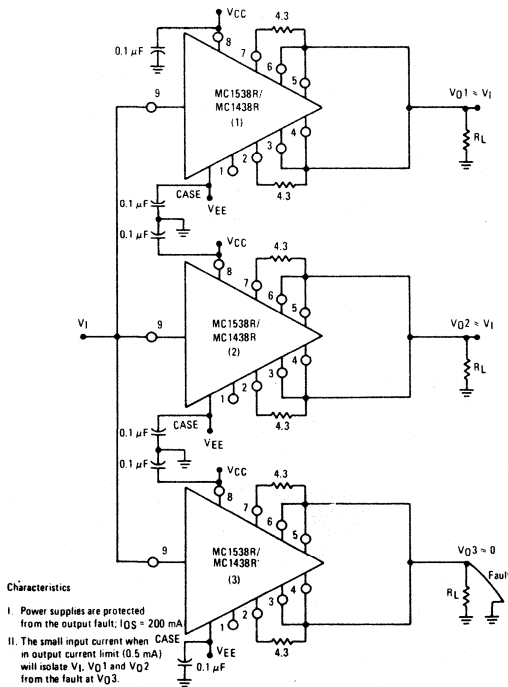 4.3
VCC
0.1 µF
8
7
6
5
9
MC1538R/
MC1438R
(1)
VO1 ≈ VI
4
3
2
1
RL
4.3
CASE
0.1 µF
VEE
0.1 µF
VCC
4.3
8
7
6
5
VI
9
MC1538R/
MC1438R
(2)
VO2 ≈ VI
4
3
2
1
RL
4.3
CASE
0.1 µF
VEE
0.1 µF
VCC
4.3
8
7
6
5
9
MC1538R/
MC1438R
(3)
VO3 ≈ 0
Fault
4
3
2
1
RL
4.3
CASE
VEE
0.1 µF
Characteristics
I. Power supplies are protected
from the output fault; IOS = 200 mA
II. The small input current when
in output current limit (0.5 mA)
will isolate VI, VO1 and VO2
from the fault at VO3.